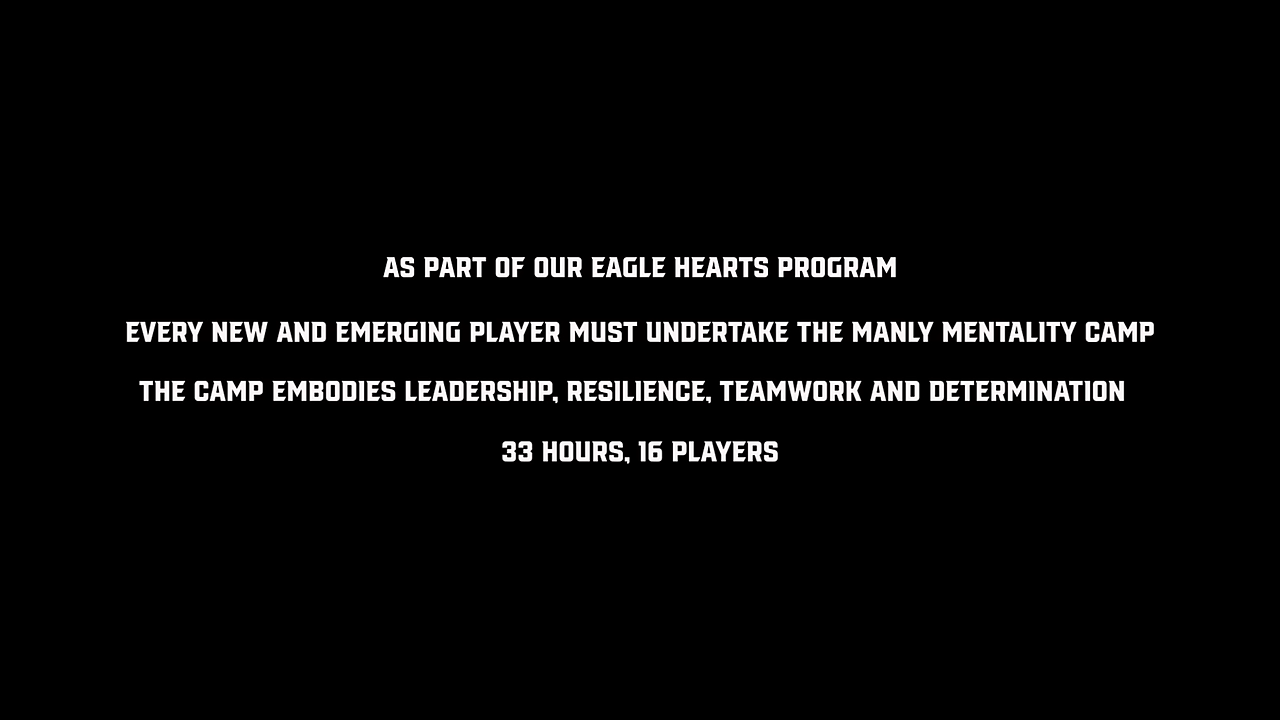 AS PART OF OUR EAGLE HEARTS PROGRAM
EVERY NEW AND EMERGING PLAYER MUST UNDERTAKE THE MANLY MENTALITY CAMP
THE CAMP EMBODIES LEADERSHIP, RESILIENCE, TEAMWORK AND DETERMINATION
33 HOURS, 16 PLAYERS